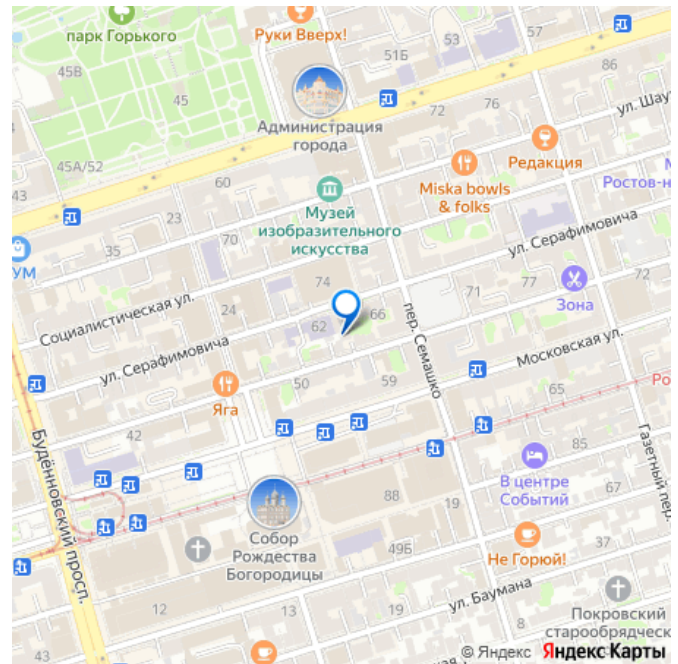 парк Горького
Руки Вверх!
51Б
53
57
45В
45
86
72
76
ул. Шау
Администрация
города
45А/52
Редакция
43
60
Miska bowls
& folks
Ростов-н
23
Музей
изобразительного
искусства
35
70
УМ
ул. Серафимовича
74
71
77
72
Зона
Социалистическая ул.
24
62
66
пер. Семашко
ул. Серафимовича
Московская ул.
Яга
50
59
65
Ро
42
Будённовский просп.
85
Газетный пер.
В центре
Событий
88
19
67
Собор
Рождества
Богородицы
49Б
Не Горюй!
37
12
13
19
ул. Баумана
8
Покровский
старообрядческ
© Яндекс Яндекс Карты